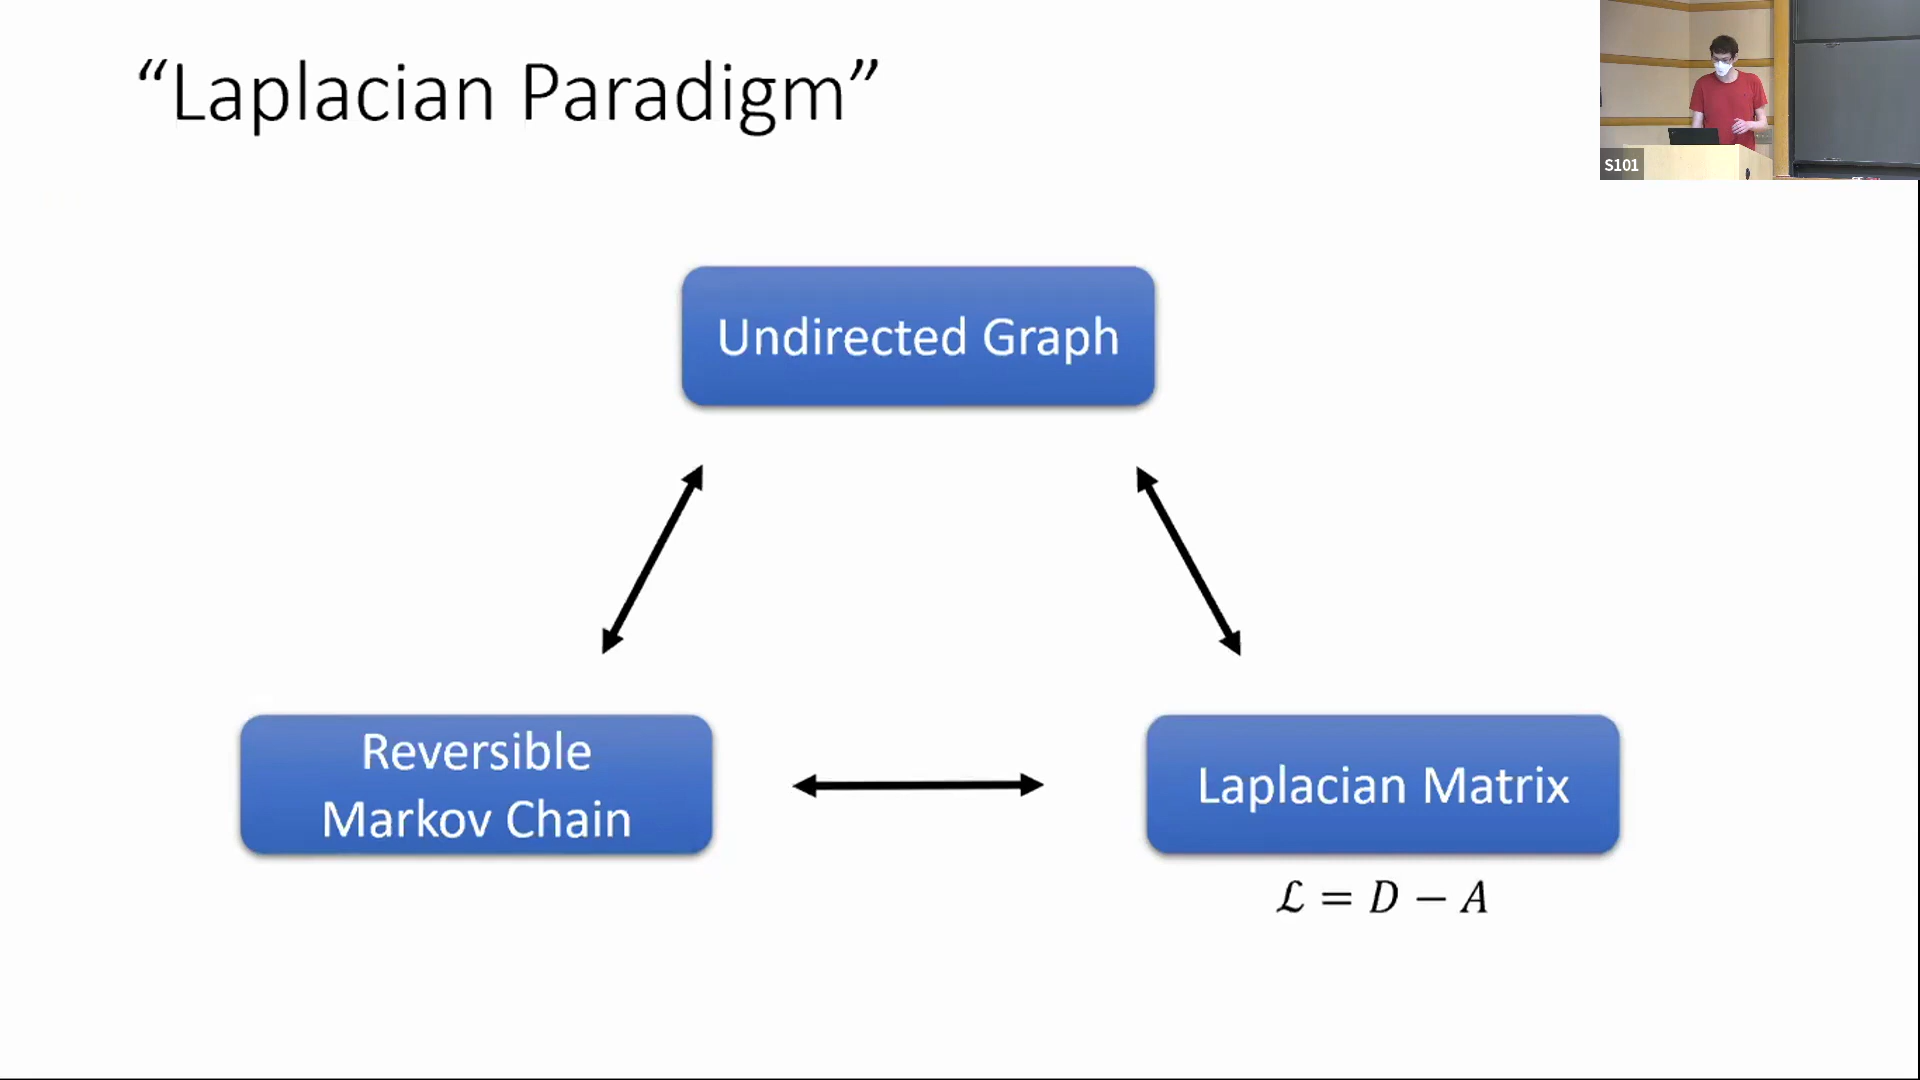 “Laplacian Paradigm”
S101
Undirected Graph
Reversible
Markov Chain
Laplacian Matrix
ℒ = D − A